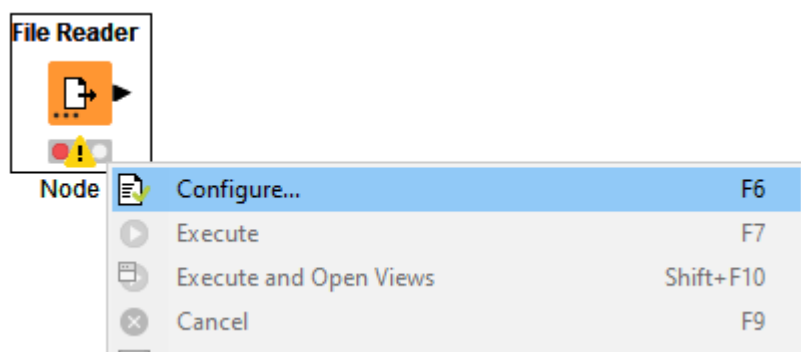 File Reader
Node
Configure... F6
Execute F7
Execute and Open Views Shift+F10
Cancel F9